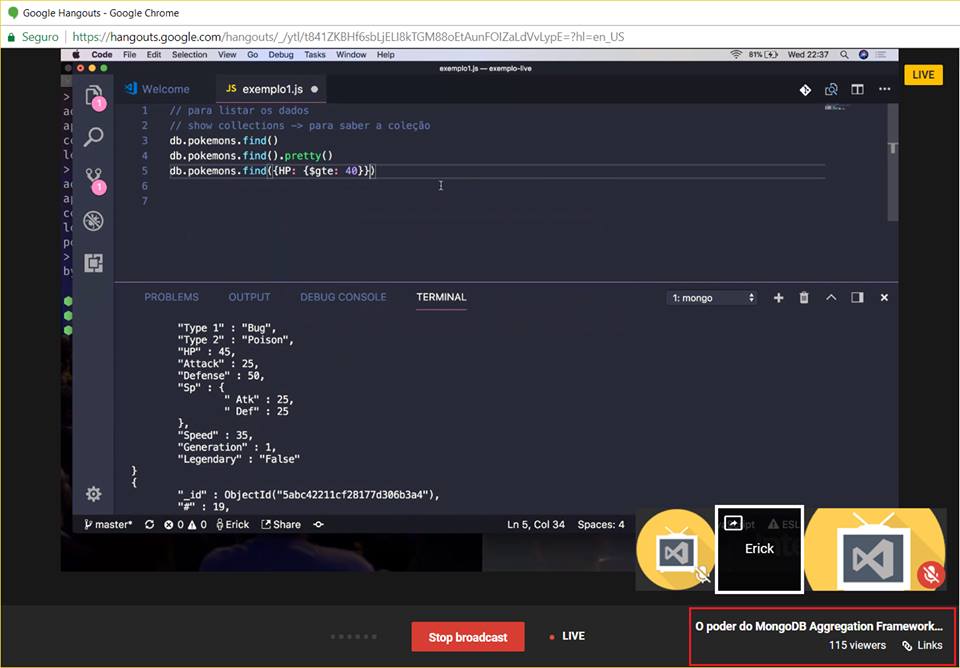 Google Hangouts - Google Chrome
Seguro https://hangouts.google.com/hangouts/_/ytl/t841ZKBHf6sbLjELI8kTGM88oEtAunFOIZaLdVvLypE=?hl=en_US
Code File Edit Selection View Go Debug Tasks Window Help 81% Wed 22:37
exemplo1.js — exemplo-live
LIVE
Welcome JS exemplo1.js
1 // para listar os dados
2 // show collections -> para saber a coleção
3 db.pokemons.find()
4 db.pokemons.find().pretty()
5 db.pokemons.find({HP: {$gte: 40}})
6
7
1
1
PROBLEMS OUTPUT DEBUG CONSOLE TERMINAL 1: mongo
"Type 1" : "Bug",
"Type 2" : "Poison",
"HP" : 45,
"Attack" : 25,
"Defense" : 50,
"Sp" : {
" Atk" : 25,
" Def" : 25
},
"Speed" : 35,
"Generation" : 1,
"Legendary" : "False"
}
{
"_id" : ObjectId("5abc42211cf28177d306b3a4"),
"#" : 19,
master* 0 0 Erick Share Ln 5, Col 34 Spaces: 4
Erick
Stop broadcast LIVE
O poder do MongoDB Aggregation Framework...
115 viewers Links